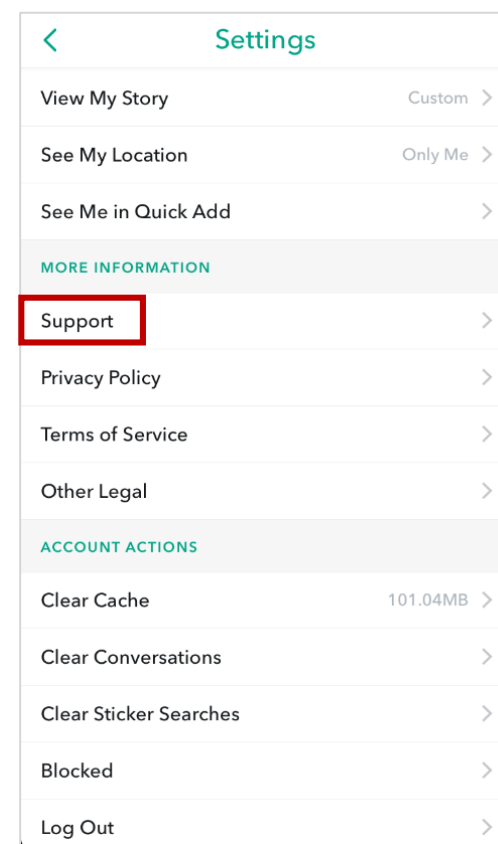 Settings
View My Story Custom
See My Location Only Me
See Me in Quick Add
MORE INFORMATION
Support
Privacy Policy
Terms of Service
Other Legal
ACCOUNT ACTIONS
Clear Cache 101.04MB
Clear Conversations
Clear Sticker Searches
Blocked
Log Out